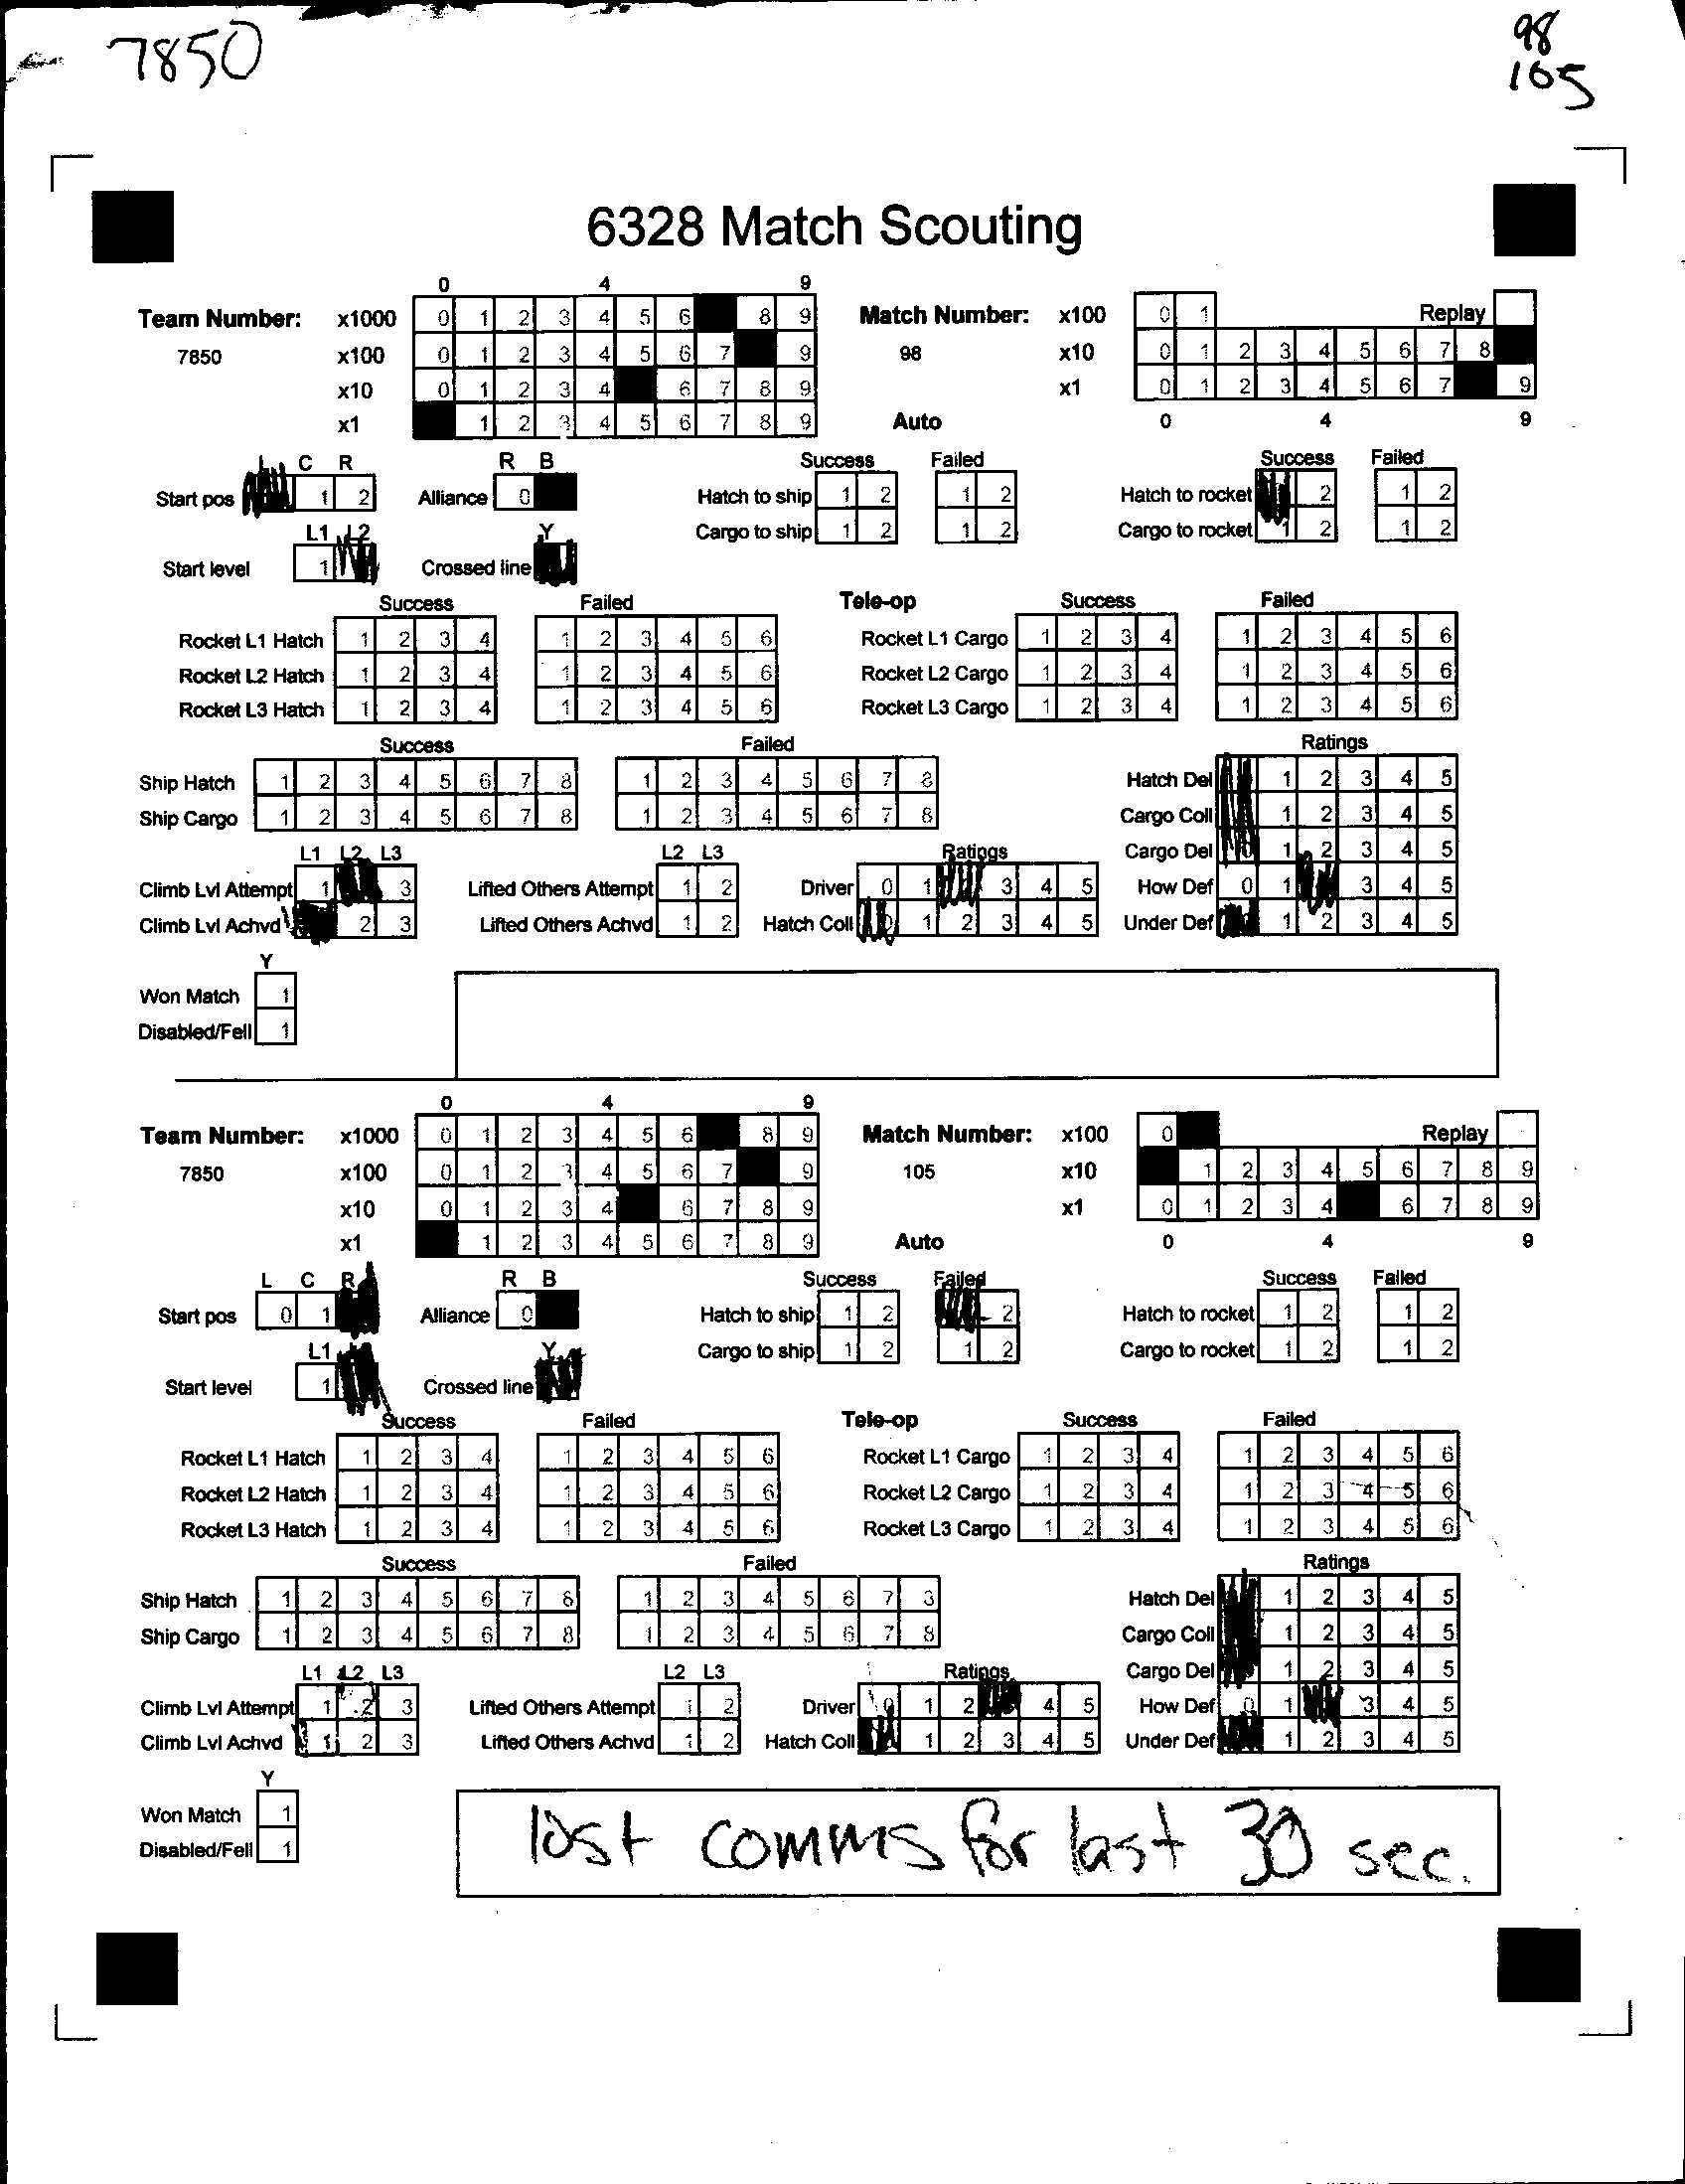 7850
98
105
6328 Match Scouting
0 4 9
Team Number: x1000 0 1 2 3 4 5 6 8 9 Match Number: x100 0 1 Replay
7850 x100 0 1 2 3 4 5 6 7 9 98 x10 0 1 2 3 4 5 6 7 8
x10 0 1 2 3 4 6 7 8 9 x1 0 1 2 3 4 5 6 7 9
x1 1 2 3 4 5 6 7 8 9 Auto 0 4 9
C R R B Success Failed Success Failed
Start pos 1 2 Alliance 0 Hatch to ship 1 2 1 2 Hatch to rocket 2 1 2
L1 L2 Y Cargo to ship 1 2 1 2 Cargo to rocket 1 2 1 2
Start level 1 Crossed line
Success Failed Tele-op Success Failed
Rocket L1 Hatch 1 2 3 4 1 2 3 4 5 6 Rocket L1 Cargo 1 2 3 4 1 2 3 4 5 6
Rocket L2 Hatch 1 2 3 4 1 2 3 4 5 6 Rocket L2 Cargo 1 2 3 4 1 2 3 4 5 6
Rocket L3 Hatch 1 2 3 4 1 2 3 4 5 6 Rocket L3 Cargo 1 2 3 4 1 2 3 4 5 6
Success Failed Ratings
Ship Hatch 1 2 3 4 5 6 7 8 1 2 3 4 5 6 7 8 Hatch Del 1 2 3 4 5
Ship Cargo 1 2 3 4 5 6 7 8 1 2 3 4 5 6 7 8 Cargo Coll 1 2 3 4 5
L1 L2 L3 L2 L3 Ratings Cargo Del 1 2 3 4 5
Climb Lvl Attempt 1 3 Lifted Others Attempt 1 2 Driver 0 1 3 4 5 How Def 0 1 3 4 5
Climb Lvl Achvd 2 3 Lifted Others Achvd 1 2 Hatch Coll 0 1 2 3 4 5 Under Def 1 2 3 4 5
Y
Won Match 1
Disabled/Fell 1
0 4 9
Team Number: x1000 0 1 2 3 4 5 6 8 9 Match Number: x100 0 Replay
7850 x100 0 1 2 3 4 5 6 7 9 105 x10 1 2 3 4 5 6 7 8 9
x10 0 1 2 3 4 6 7 8 9 x1 0 1 2 3 4 6 7 8 9
x1 1 2 3 4 5 6 7 8 9 Auto 0 4 9
L C R R B Success Failed Success Failed
Start pos 0 1 Alliance 0 Hatch to ship 1 2 2 Hatch to rocket 1 2 1 2
L1 Y Cargo to ship 1 2 1 2 Cargo to rocket 1 2 1 2
Start level 1 Crossed line
Success Failed Tele-op Success Failed
Rocket L1 Hatch 1 2 3 4 1 2 3 4 5 6 Rocket L1 Cargo 1 2 3 4 1 2 3 4 5 6
Rocket L2 Hatch 1 2 3 4 1 2 3 4 5 6 Rocket L2 Cargo 1 2 3 4 1 2 3 4 5 6
Rocket L3 Hatch 1 2 3 4 1 2 3 4 5 6 Rocket L3 Cargo 1 2 3 4 1 2 3 4 5 6
Success Failed Ratings
Ship Hatch 1 2 3 4 5 6 7 8 1 2 3 4 5 6 7 8 Hatch Del 1 2 3 4 5
Ship Cargo 1 2 3 4 5 6 7 8 1 2 3 4 5 6 7 8 Cargo Coll 1 2 3 4 5
L1 L2 L3 L2 L3 Ratings Cargo Del 1 2 3 4 5
Climb Lvl Attempt 1 2 3 Lifted Others Attempt 1 2 Driver 0 1 2 4 5 How Def 0 1 3 4 5
Climb Lvl Achvd 1 2 3 Lifted Others Achvd 1 2 Hatch Coll 1 2 3 4 5 Under Def 1 2 3 4 5
Y
Won Match 1
Disabled/Fell 1
lost comms for last 30 sec.